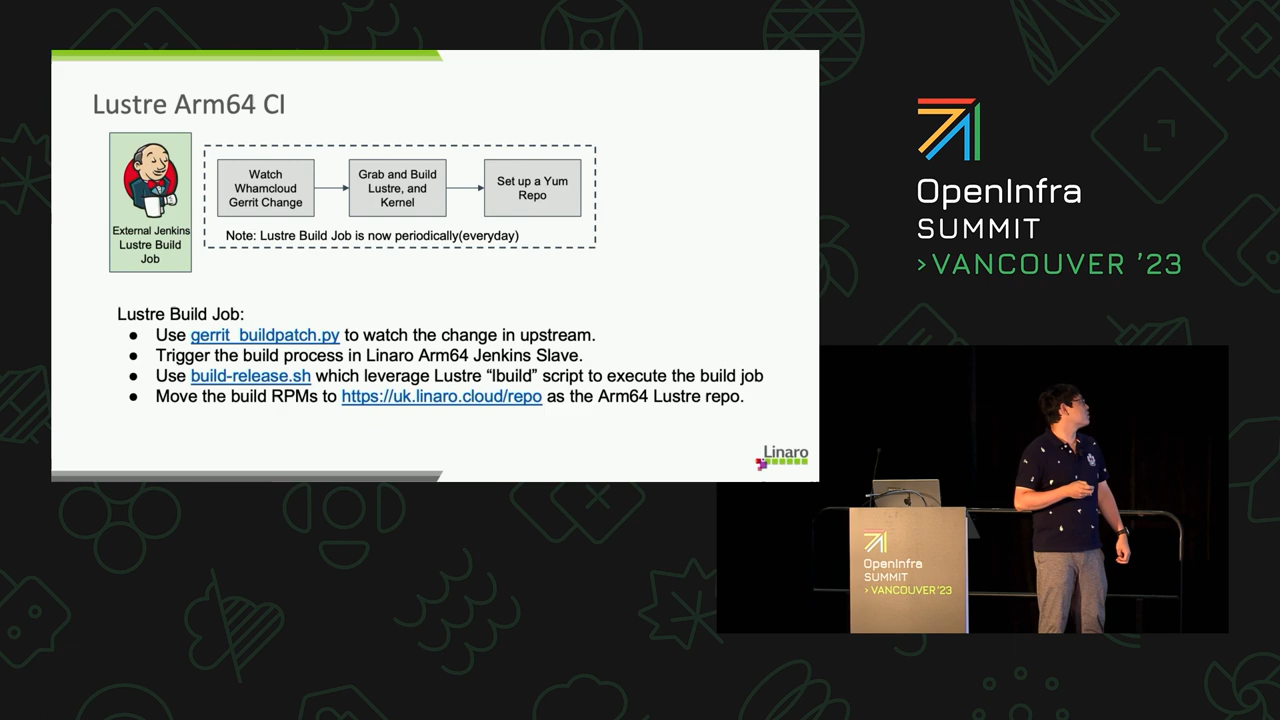 Lustre Arm64 CI
External Jenkins
Lustre Build
Job
Watch
Whamcloud
Gerrit Change
Grab and Build
Lustre, and
Kernel
Set up a Yum
Repo
Note: Lustre Build Job is now periodically(everyday)
Lustre Build Job:
● Use gerrit_buildpatch.py to watch the change in upstream.
● Trigger the build process in Linaro Arm64 Jenkins Slave.
● Use build-release.sh which leverage Lustre “lbuild” script to execute the build job
● Move the build RPMs to https://uk.linaro.cloud/repo as the Arm64 Lustre repo.
Linaro
OpenInfra
SUMMIT
›VANCOUVER ’23
OpenInfra
SUMMIT
›VANCOUVER ’23